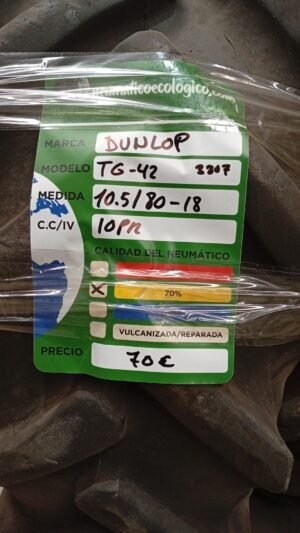 neumaticoecologico.com
MARCA DUNLOP
MODELO TG-42 3307
MEDIDA 10.5/80-18
C.C/IV 10PR
CALIDAD DEL NEUMÁTICO
X 70%
VULCANIZADA/REPARADA
PRECIO 70€